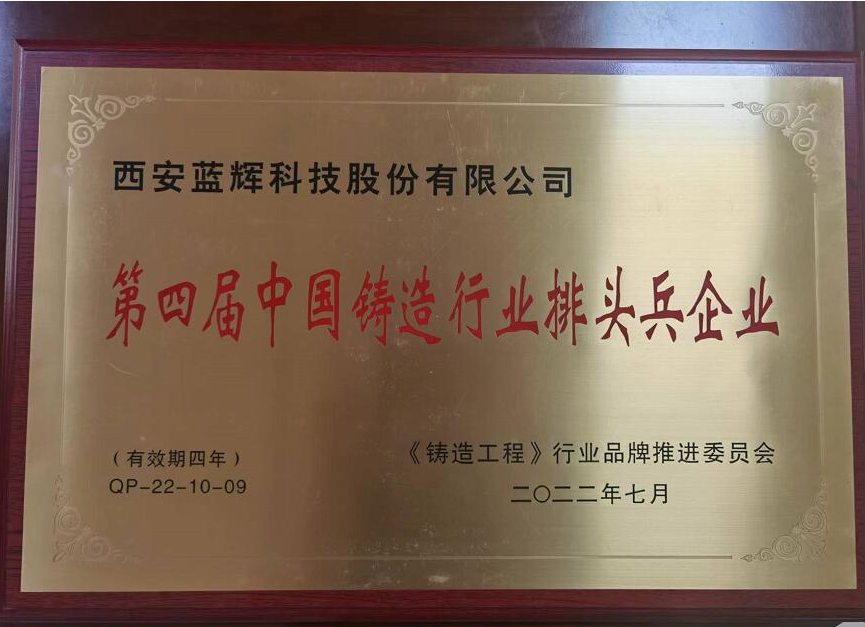 西安蓝辉科技股份有限公司
第四届中国铸造行业排头兵企业
（有效期四年）
QP-22-10-09
《铸造工程》行业品牌推进委员会
二〇二二年七月